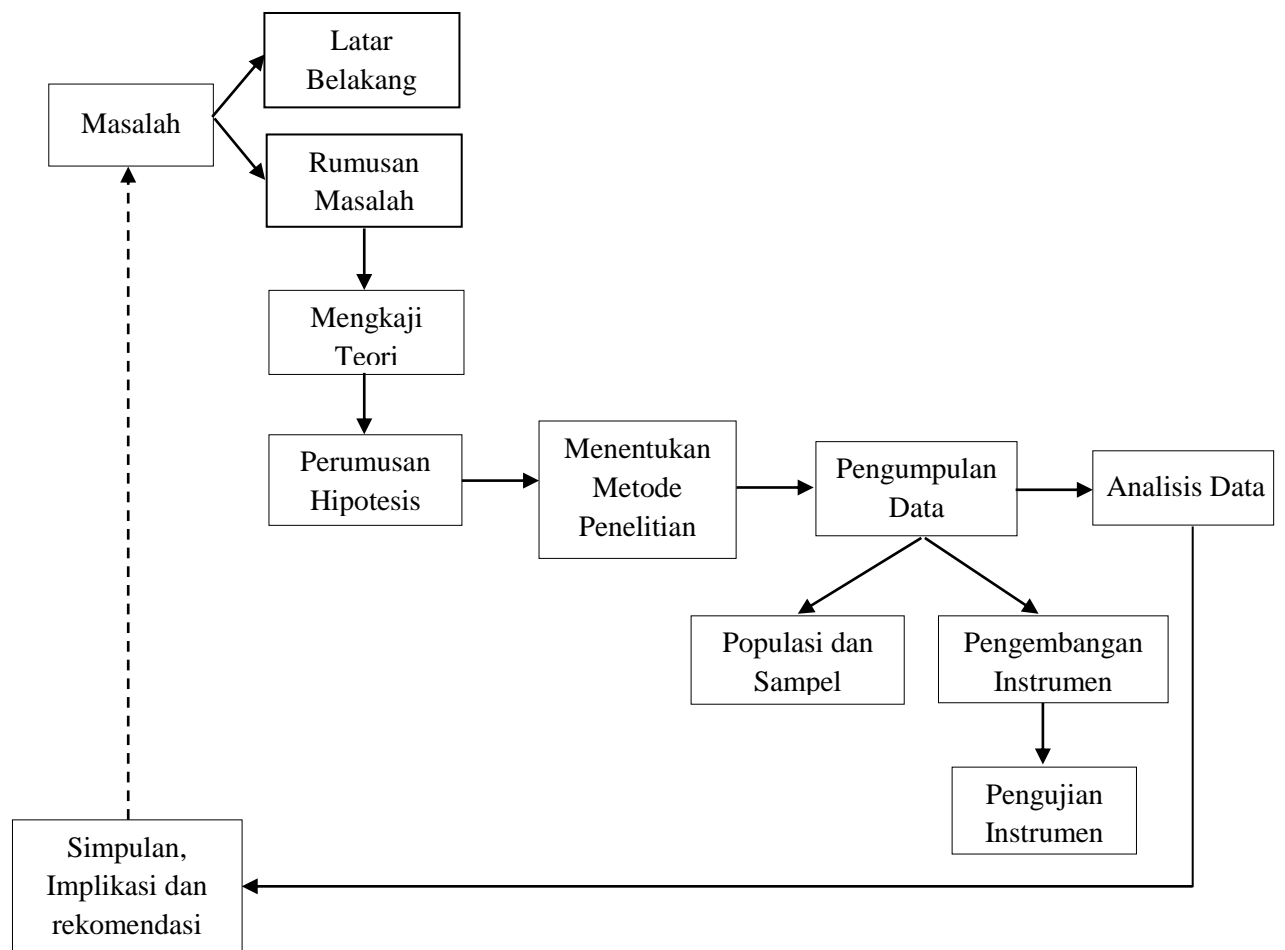 Latar
Belakang
Masalah
Rumusan
Masalah
Mengkaji
Teori
Perumusan
Hipotesis
Menentukan
Metode
Penelitian
Pengumpulan
Data
Analisis Data
Populasi dan
Sampel
Pengembangan
Instrumen
Pengujian
Instrumen
Simpulan,
Implikasi dan
rekomendasi